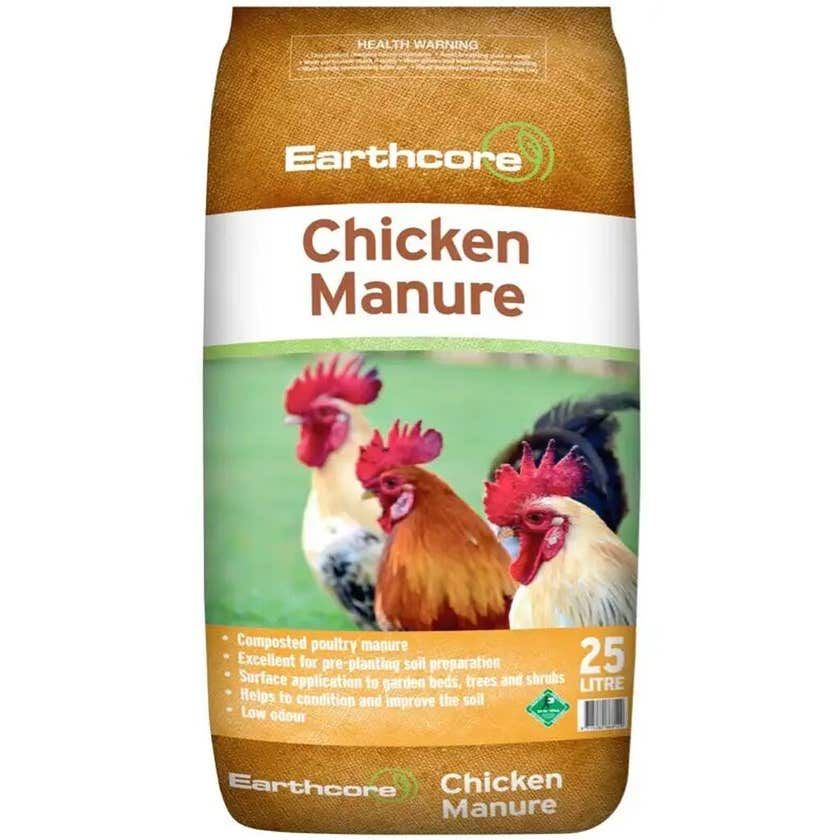 HEALTH WARNING
Earthcore
Chicken
Manure
• Composted poultry manure
• Excellent for pre-planting soil preparation
• Surface application to garden beds, trees and shrubs
• Helps to condition and improve the soil
• Low odour
25
LITRE
Earthcore
Chicken
Manure